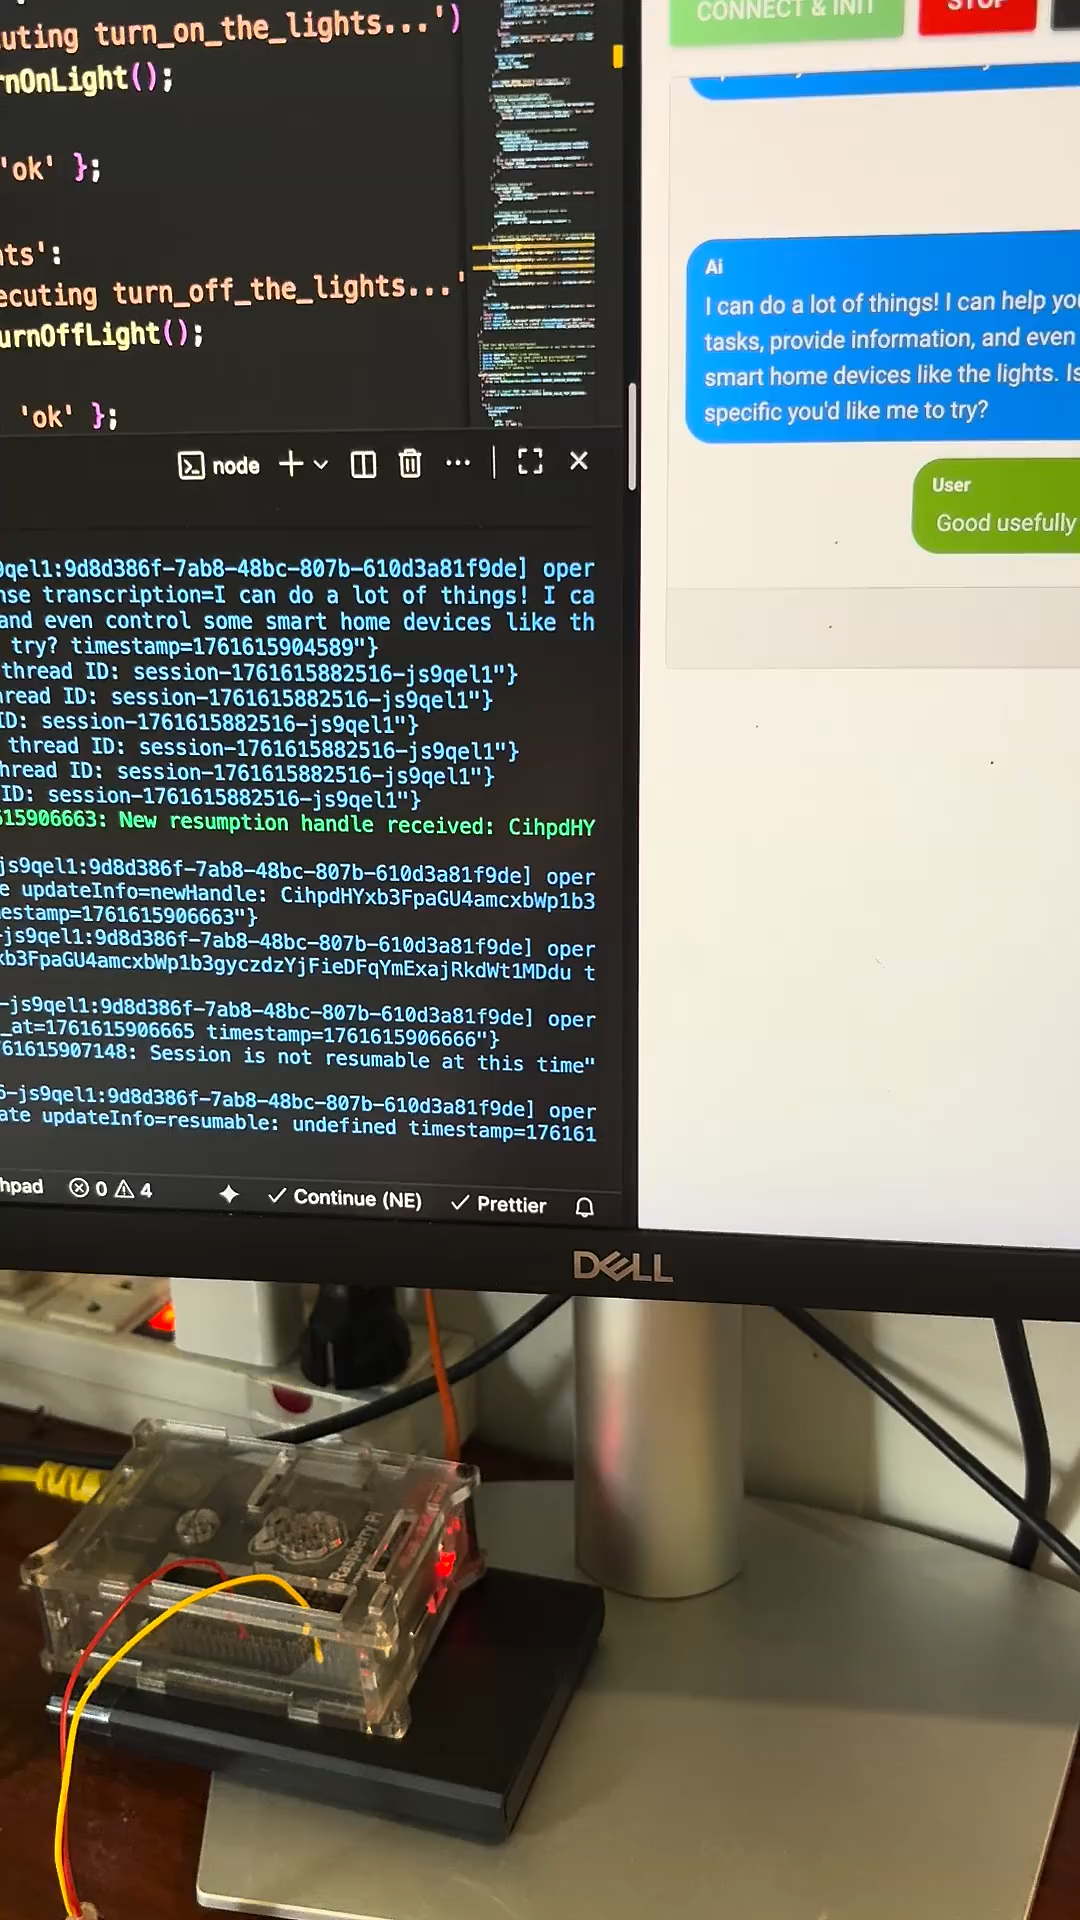 uting turn_on_the_lights...')
rnOnLight();
'ok' };
nts':
ecuting turn_off_the_lights...'
urnOffLight();
'ok' };
node
9qel1:9d8d386f-7ab8-48bc-807b-610d3a81f9de] oper
nse transcription=I can do a lot of things! I ca
and even control some smart home devices like th
try? timestamp=1761615904589"}
thread ID: session-1761615882516-js9qel1"}
hread ID: session-1761615882516-js9qel1"}
ID: session-1761615882516-js9qel1"}
thread ID: session-1761615882516-js9qel1"}
hread ID: session-1761615882516-js9qel1"}
ID: session-1761615882516-js9qel1"}
615906663: New resumption handle received: CihpdHY
js9qel1:9d8d386f-7ab8-48bc-807b-610d3a81f9de] oper
e updateInfo=newHandle: CihpdHYxb3FpaGU4amcxbWp1b3
mestamp=1761615906663"}
-js9qel1:9d8d386f-7ab8-48bc-807b-610d3a81f9de] oper
xb3FpaGU4amcxbWp1b3gyczdzYjFieDFqYmExajRkdWt1MDdu t
-js9qel1:9d8d386f-7ab8-48bc-807b-610d3a81f9de] oper
_at=1761615906665 timestamp=1761615906666"}
761615907148: Session is not resumable at this time"
6-js9qel1:9d8d386f-7ab8-48bc-807b-610d3a81f9de] oper
ate updateInfo=resumable: undefined timestamp=176161
hpad 0 4 Continue (NE) Prettier
CONNECT & INIT STOP
Ai
I can do a lot of things! I can help you
tasks, provide information, and even
smart home devices like the lights. Is
specific you'd like me to try?
User
Good usefully
DELL
Raspberry Pi